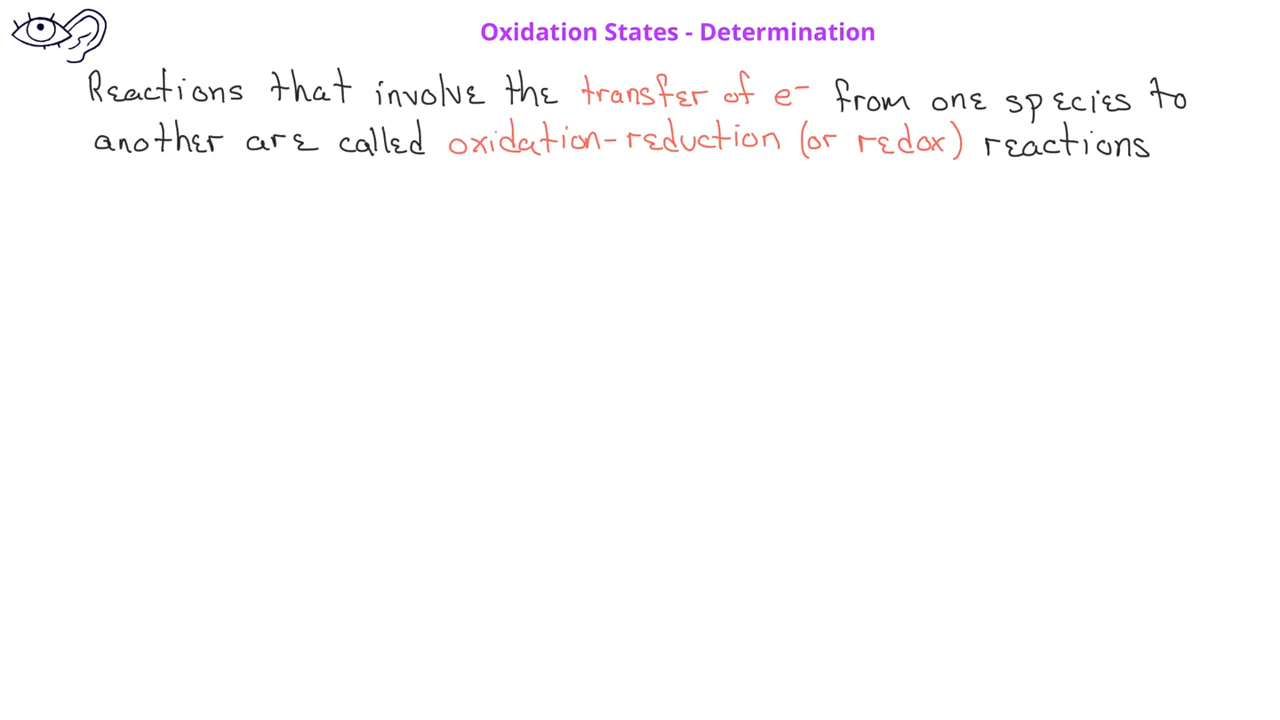 Oxidation States - Determination
Reactions that involve the transfer of e⁻ from one species to
another are called oxidation-reduction (or redox) reactions